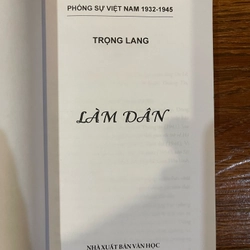 PHÓNG SỰ VIỆT NAM 1932-1945
TRỌNG LANG
LÀM DÂN
NHÀ XUẤT BẢN VĂN HỌC